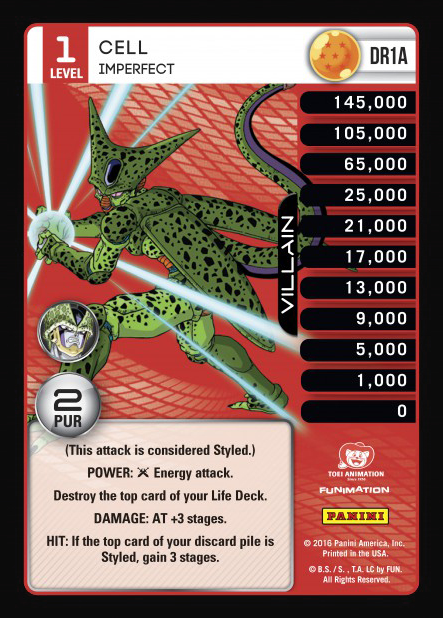 1
LEVEL
CELL
IMPERFECT
DR1A
145,000
105,000
65,000
25,000
21,000
17,000
13,000
9,000
5,000
1,000
0
VILLAIN
2
PUR
(This attack is considered Styled.)
POWER: Energy attack.
Destroy the top card of your Life Deck.
DAMAGE: AT +3 stages.
HIT: If the top card of your discard pile is
Styled, gain 3 stages.
TOEI ANIMATION
Since 1956
FUNIMATION
PANINI
© 2016 Panini America, Inc.
Printed in the USA.
© B.S./ S. , T.A. LC by FUN.
All Rights Reserved.